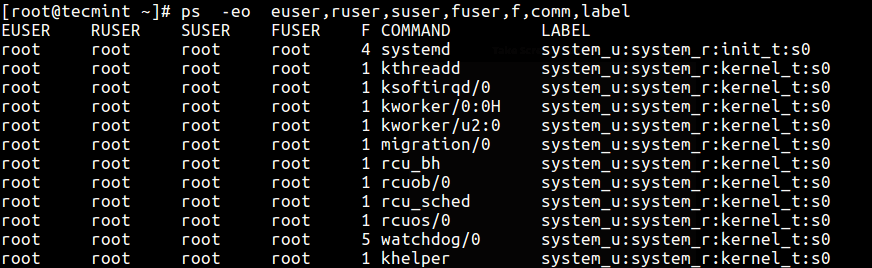 [root@tecmint ~]# ps  -eo  euser,ruser,suser,fuser,f,comm,label
EUSER    RUSER    SUSER    FUSER    F COMMAND         LABEL
root     root     root     root     4 systemd         system_u:system_r:init_t:s0
root     root     root     root     1 kthreadd        system_u:system_r:kernel_t:s0
root     root     root     root     1 ksoftirqd/0     system_u:system_r:kernel_t:s0
root     root     root     root     1 kworker/0:0H    system_u:system_r:kernel_t:s0
root     root     root     root     1 kworker/u2:0    system_u:system_r:kernel_t:s0
root     root     root     root     1 migration/0     system_u:system_r:kernel_t:s0
root     root     root     root     1 rcu_bh          system_u:system_r:kernel_t:s0
root     root     root     root     1 rcuob/0         system_u:system_r:kernel_t:s0
root     root     root     root     1 rcu_sched       system_u:system_r:kernel_t:s0
root     root     root     root     1 rcuos/0         system_u:system_r:kernel_t:s0
root     root     root     root     5 watchdog/0      system_u:system_r:kernel_t:s0
root     root     root     root     1 khelper         system_u:system_r:kernel_t:s0